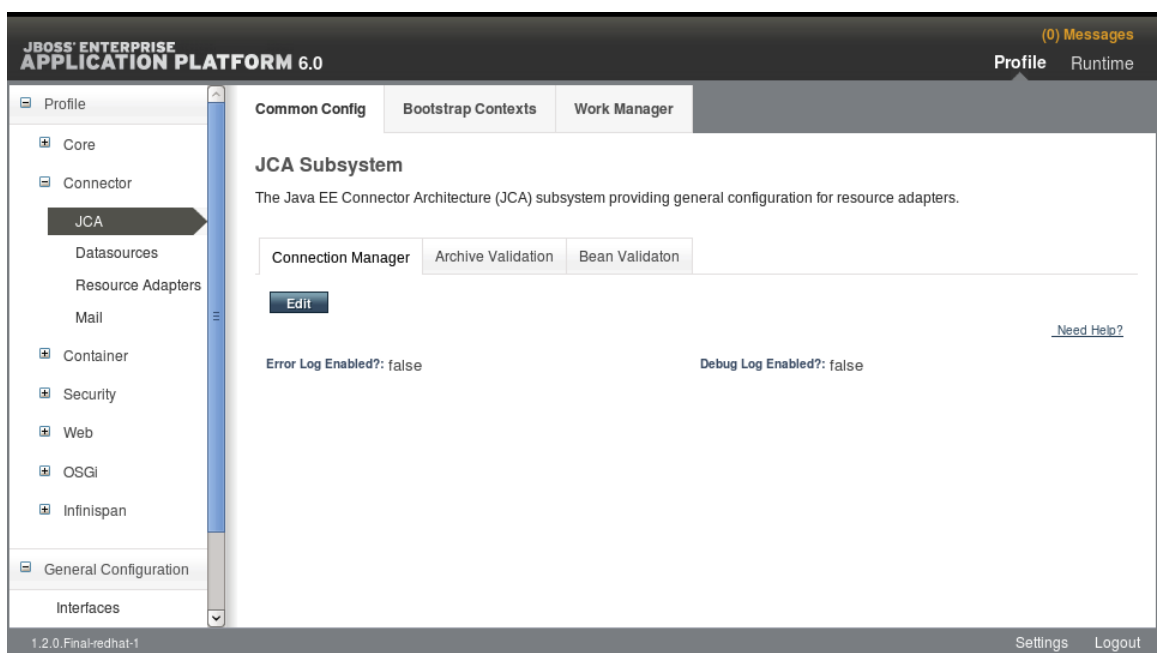 (0) Messages
JBOSS' ENTERPRISE
APPLICATION PLATFORM 6.0
Profile Runtime
Profile
Core
Connector
JCA
Datasources
Resource Adapters
Mail
Container
Security
Web
OSGi
Infinispan
General Configuration
Interfaces
Common Config Bootstrap Contexts Work Manager
JCA Subsystem
The Java EE Connector Architecture (JCA) subsystem providing general configuration for resource adapters.
Connection Manager Archive Validation Bean Validaton
Edit
Need Help?
Error Log Enabled?: false Debug Log Enabled?: false
1.2.0.Final-redhat-1 Settings Logout